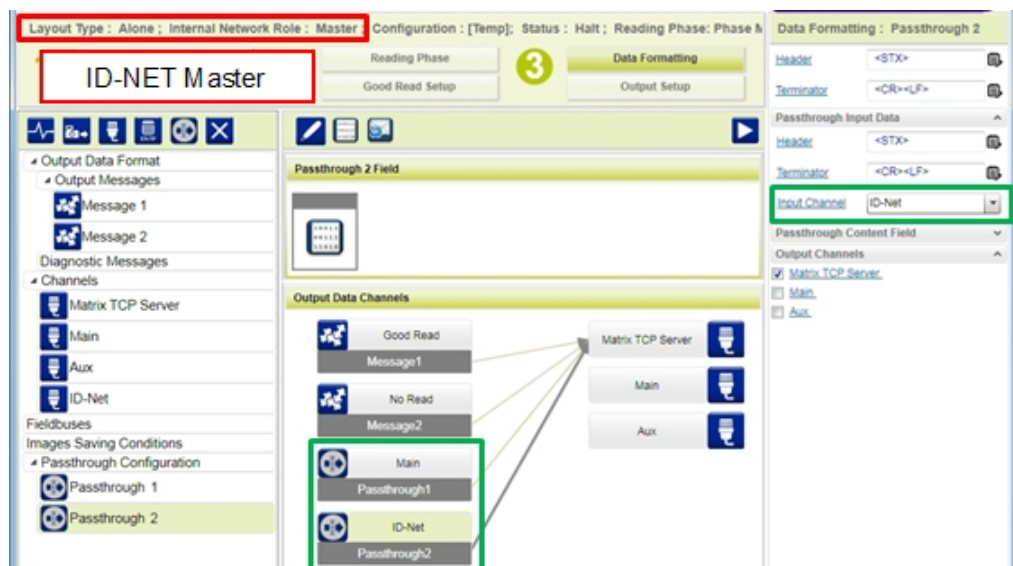 Layout Type : Alone ; Internal Network Role : Master ; Configuration : [Temp]; Status : Halt ; Reading Phase: Phase M
ID-NET Master
Reading Phase
Good Read Setup
3
Data Formatting
Output Setup
Output Data Format
Output Messages
Message 1
Message 2
Diagnostic Messages
Channels
Matrix TCP Server
Main
Aux
ID-Net
Fieldbuses
Images Saving Conditions
Passthrough Configuration
Passthrough 1
Passthrough 2
Passthrough 2 Field
Output Data Channels
Good Read
Message1
No Read
Message2
Main
Passthrough1
ID-Net
Passthrough2
Matrix TCP Server
Main
Aux
Data Formatting : Passthrough 2
Header <STX>
Terminator <CR><LF>
Passthrough Input Data
Header <STX>
Terminator <CR><LF>
Input Channel ID-Net
Passthrough Content Field
Output Channels
Matrix TCP Server
Main
Aux